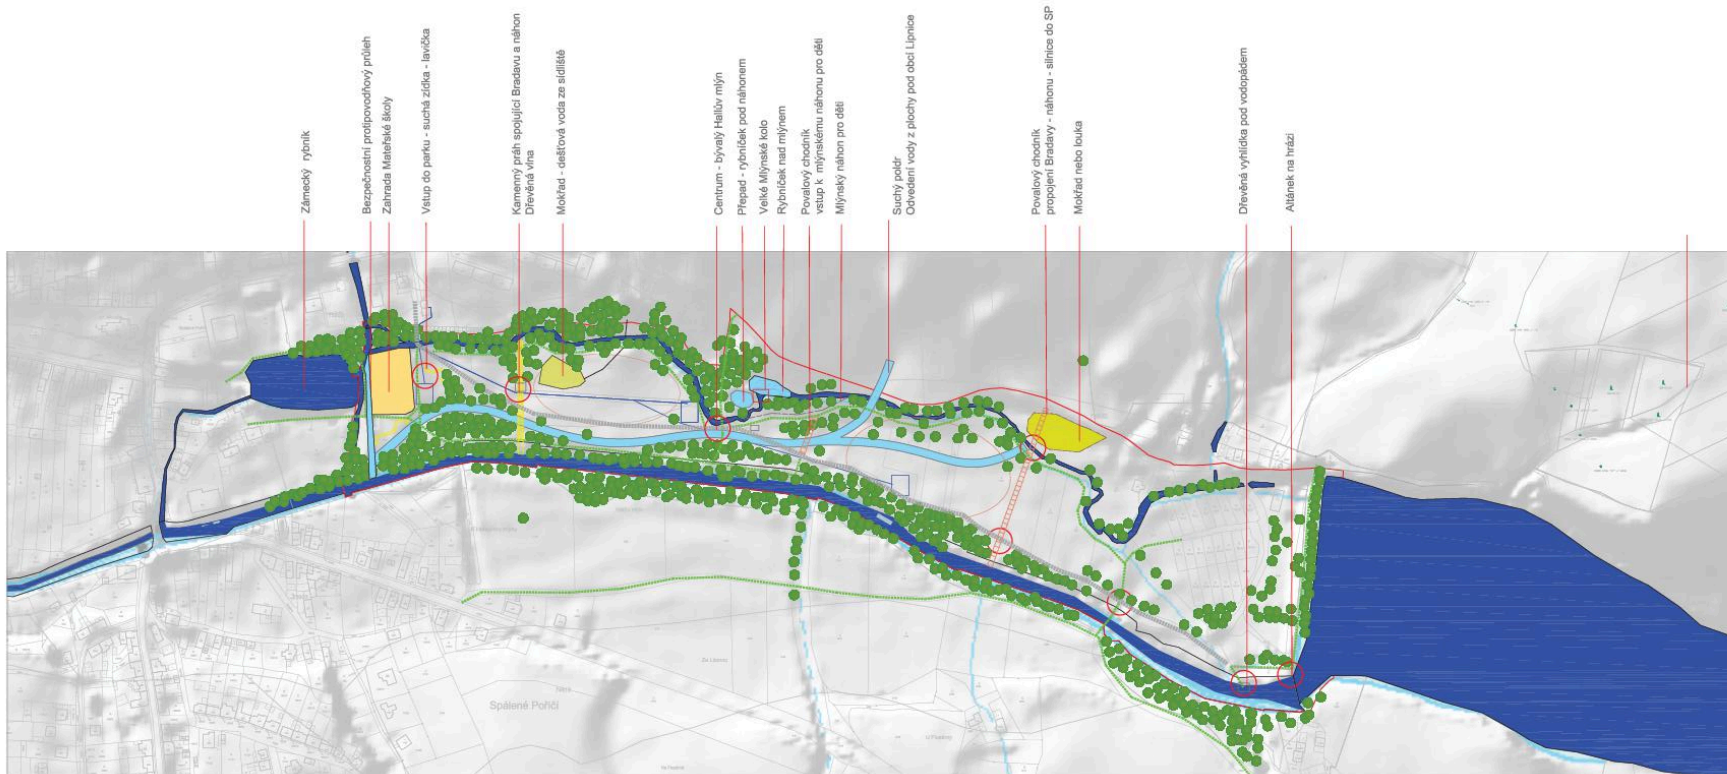 Zámecký rybník
Bezpečnostní protipovodňový průleh
Zahrada Mateřské školy
Vstup do parku - suchá zídka - lavička
Kamenný práh spojující Bradavu a náhon
Dřevěná vlna
Mokřad - dešťová voda ze sídliště
Centrum - bývalý Hallův mlýn
Přepad - rybníček pod náhonem
Velké Mlýnské kolo
Rybníček nad mlýnem
Povalový chodník
vstup k mlýnskému náhonu pro děti
Mlýnský náhon pro děti
Suchý poldr
Odvedení vody z plochy pod obcí Lipnice
Povalový chodník
propojení Bradavy - náhonu - silnice do SP
Mokřad nebo louka
Dřevěná vyhlídka pod vodopádem
Altánek na hrázi
Spálené Poříčí